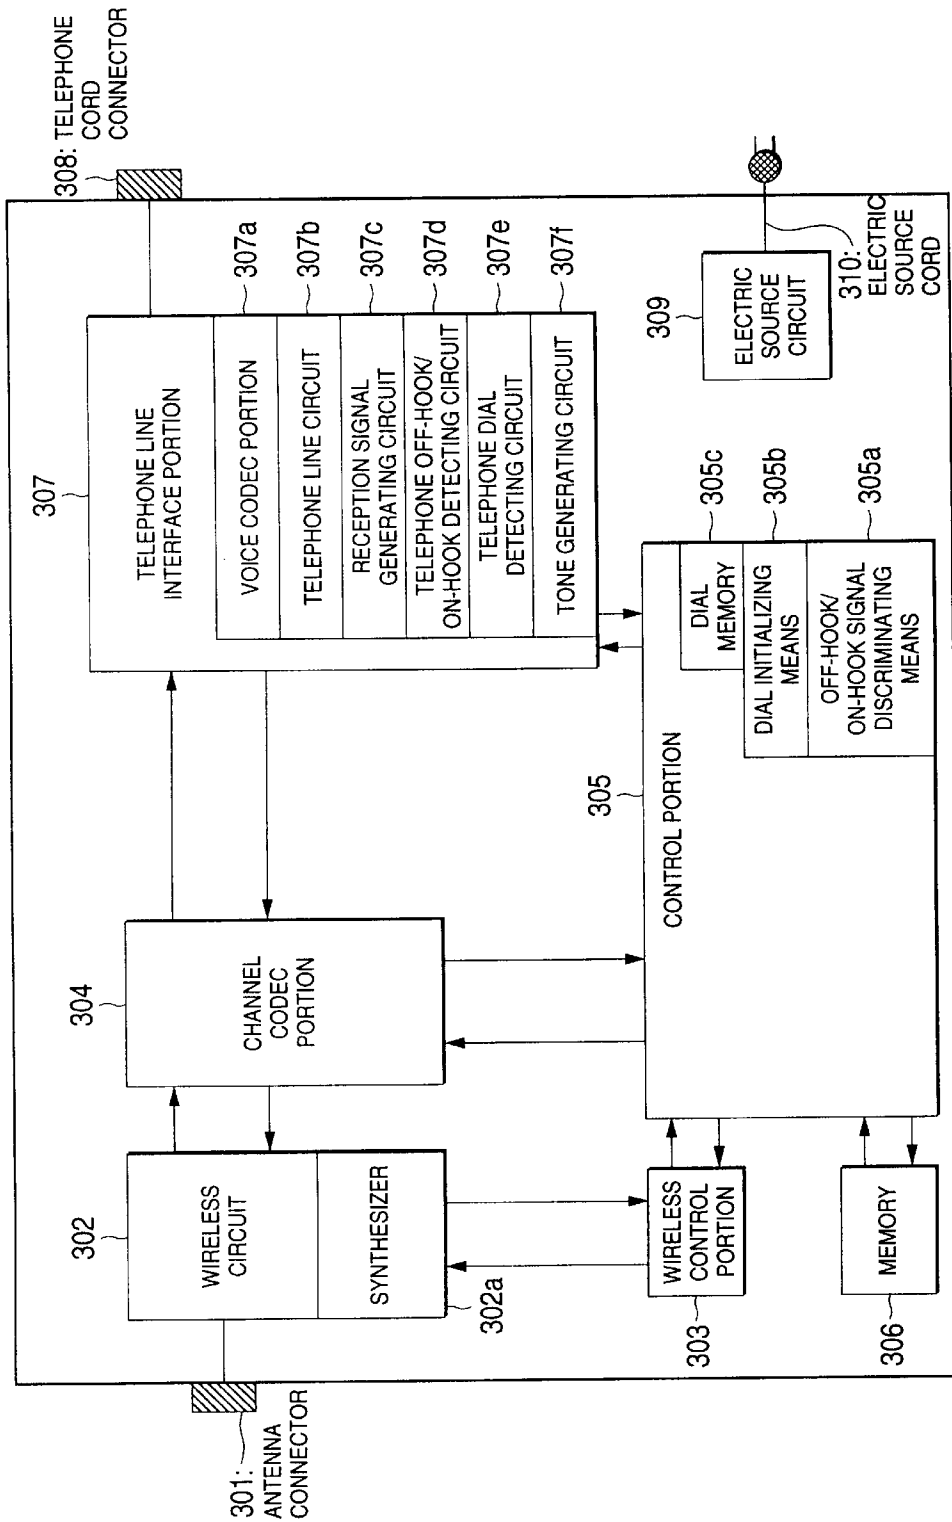 301:
ANTENNA
CONNECTOR
302
WIRELESS
CIRCUIT
SYNTHESIZER
302a
303
WIRELESS
CONTROL
PORTION
304
CHANNEL
CODEC
PORTION
305
CONTROL PORTION
DIAL
MEMORY
305c
DIAL INITIALIZING
MEANS
305b
OFF-HOOK/
ON-HOOK SIGNAL
DISCRIMINATING
MEANS
305a
306
MEMORY
307
TELEPHONE LINE
INTERFACE PORTION
VOICE CODEC PORTION
307a
TELEPHONE LINE CIRCUIT
307b
RECEPTION SIGNAL
GENERATING CIRCUIT
307c
TELEPHONE OFF-HOOK/
ON-HOOK DETECTING CIRCUIT
307d
TELEPHONE DIAL
DETECTING CIRCUIT
307e
TONE GENERATING CIRCUIT
307f
308: TELEPHONE
CORD
CONNECTOR
309
ELECTRIC
SOURCE
CIRCUIT
310:
ELECTRIC
SOURCE
CORD